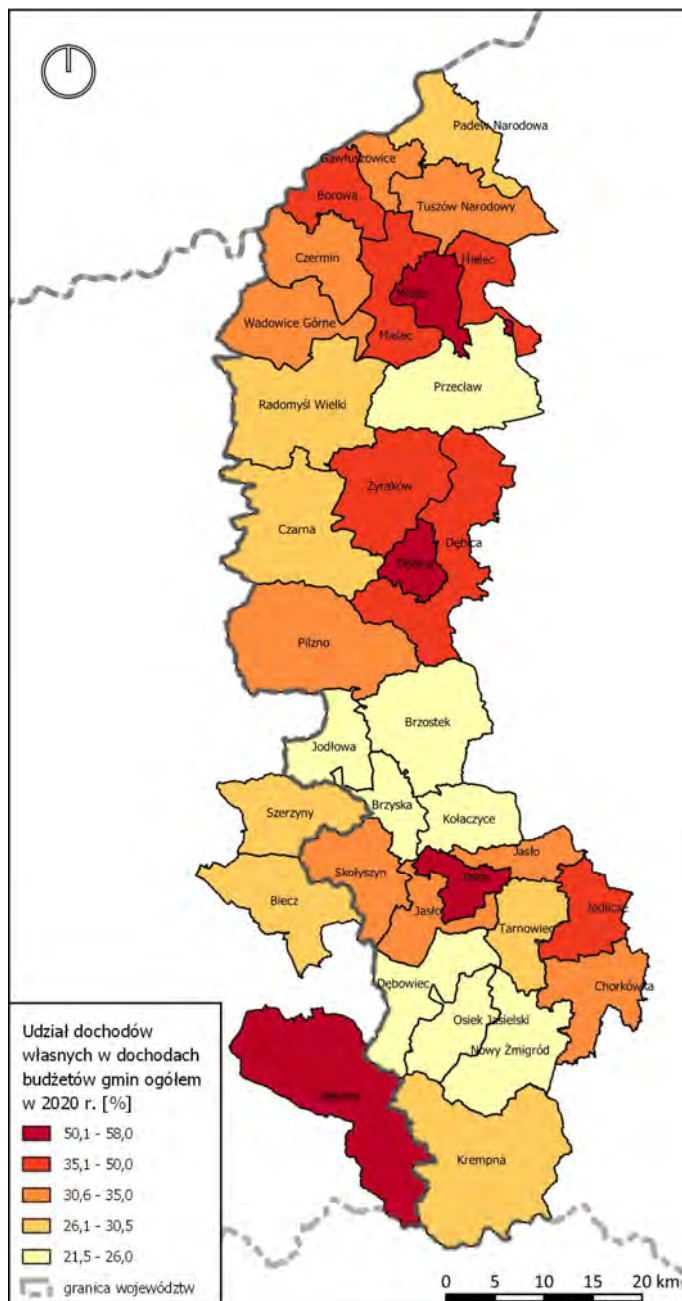 Padew Narodowa
Gawłuszowice
Borowa
Tuszów Narodowy
Czermin
Mielec
Mielec
Wadowice Górne
Mielec
Przecław
Radomyśl Wielki
Żyraków
Czarna
Dębica
Dębica
Pilzno
Brzostek
Jodłowa
Brzyska
Szerzyny
Kołaczyce
Jasło
Skołyszyn
Jasło
Jedlicze
Biecz
Jasło
Tarnowiec
Dębowiec
Chorkówka
Osiek Jasielski
Nowy Żmigród
Krempna
Udział dochodów
własnych w dochodach
budżetów gmin ogółem
w 2020 r. [%]
50,1 - 58,0
35,1 - 50,0
30,6 - 35,0
26,1 - 30,5
21,5 - 26,0
granica województw
0 5 10 15 20 km